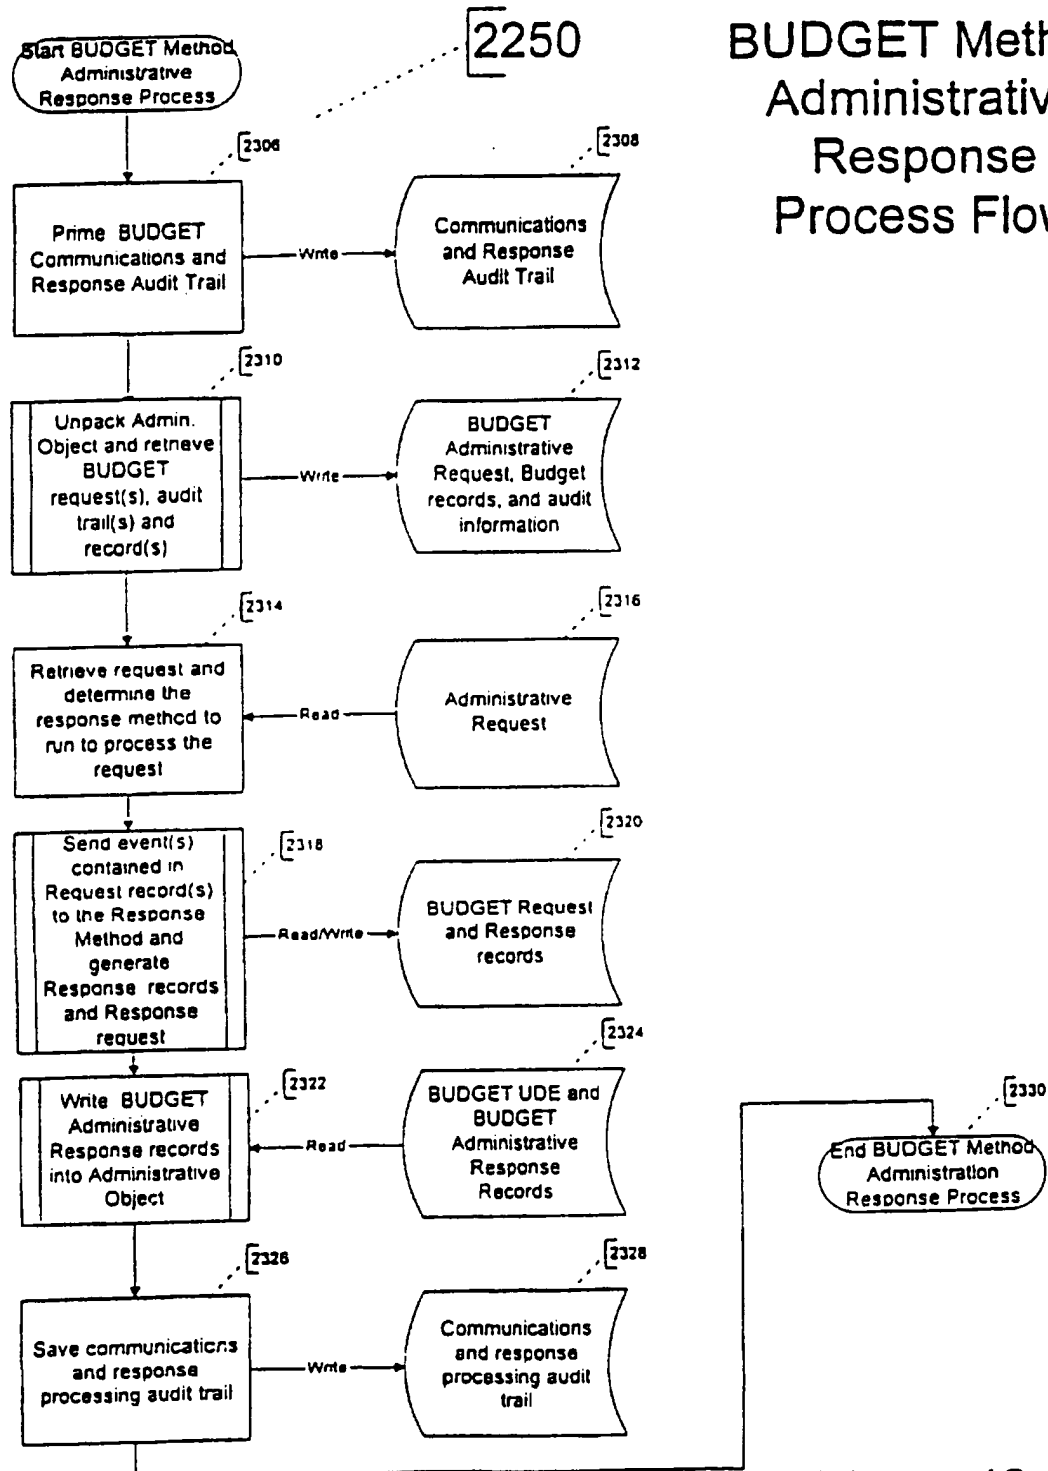 2250
BUDGET Meth
Administrativ
Response
Process Flow
Start BUDGET Method
Administrative
Response Process
2306
Prime BUDGET
Communications and
Response Audit Trail
Write
2308
Communications
and Response
Audit Trail
2310
Unpack Admin.
Object and retrieve
BUDGET
request(s), audit
trail(s) and
record(s)
Write
2312
BUDGET
Administrative
Request, Budget
records, and audit
information
2314
Retrieve request and
determine the
response method to
run to process the
request
Read
2316
Administrative
Request
2318
Send event(s)
contained in
Request record(s)
to the Response
Method and
generate
Response records
and Response
request
Read/Write
2320
BUDGET Request
and Response
records
2322
Write BUDGET
Administrative
Response records
into Administrative
Object
Read
2324
BUDGET UDE and
BUDGET
Administrative
Response
Records
2326
Save communications
and response
processing audit trail
Write
2328
Communications
and response
processing audit
trail
2330
End BUDGET Method
Administration
Response Process